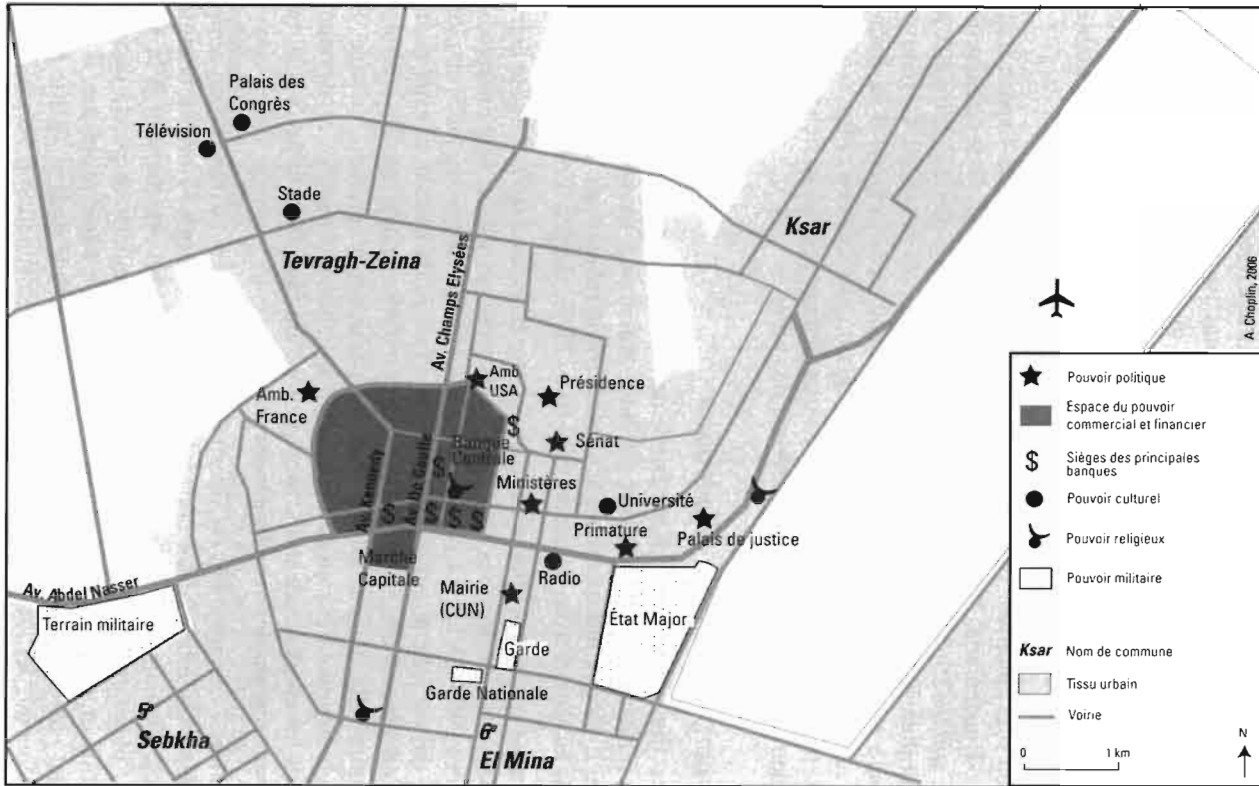 Palais des
Congrès
Télévision
Stade
Ksar
Tevragh-Zeina
Av. Champs Elysées
A. Choplin, 2006
Amb
USA
Présidence
Amb.
France
$
Sénat
Banque
Centrale
$
Av. Kennedy
Av. De Gaulle
Ministères
Université
$
$
$
Primature
Palais de justice
Marché
Capitale
Radio
Av. Abdel Nasser
Mairie
(CUN)
Terrain militaire
État Major
Garde
Garde Nationale
5e
Sebkha
6e
El Mina
Pouvoir politique
Espace du pouvoir
commercial et financier
$
Sièges des principales
banques
Pouvoir culturel
Pouvoir religieux
Pouvoir militaire
Ksar
Nom de commune
Tissu urbain
Voirie
0
1 km
N